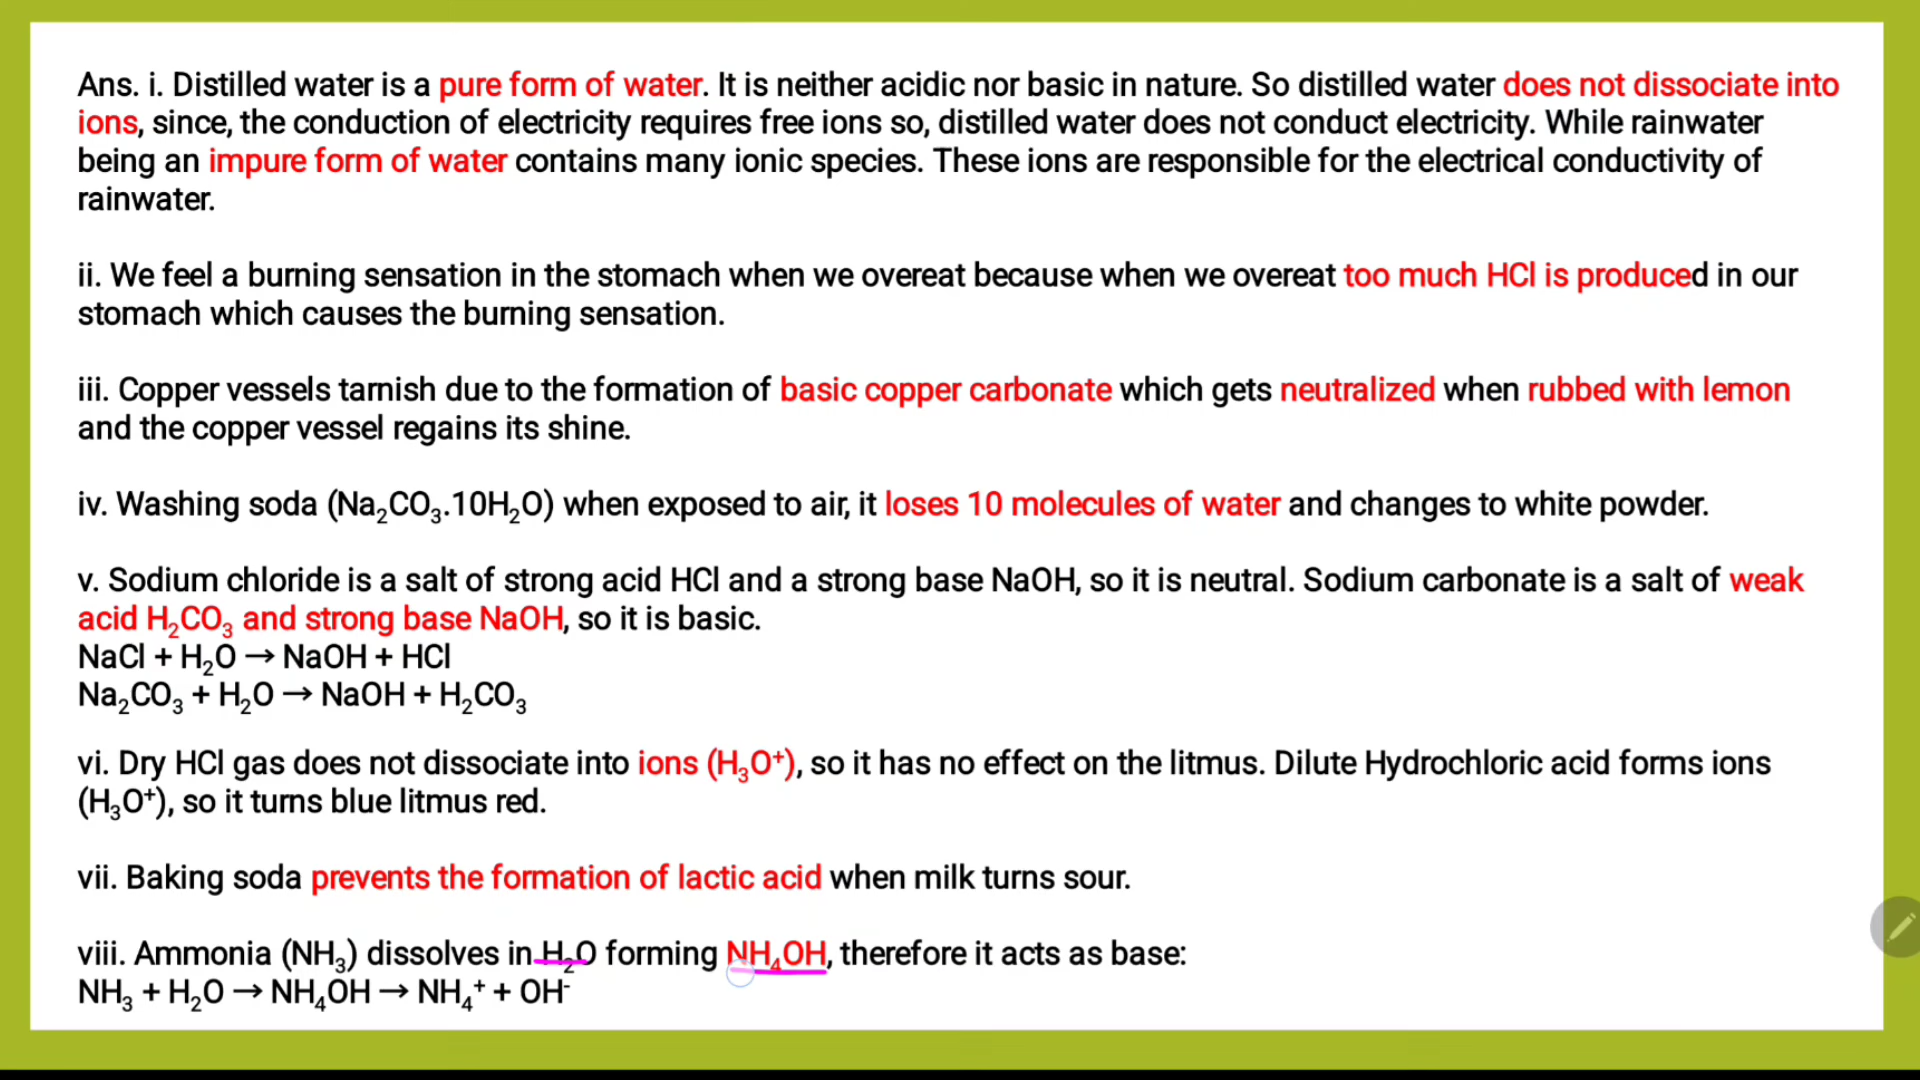 Ans. i. Distilled water is a pure form of water. It is neither acidic nor basic in nature. So distilled water does not dissociate into
ions, since, the conduction of electricity requires free ions so, distilled water does not conduct electricity. While rainwater
being an impure form of water contains many ionic species. These ions are responsible for the electrical conductivity of
rainwater.
ii. We feel a burning sensation in the stomach when we overeat because when we overeat too much HCl is produced in our
stomach which causes the burning sensation.
iii. Copper vessels tarnish due to the formation of basic copper carbonate which gets neutralized when rubbed with lemon
and the copper vessel regains its shine.
iv. Washing soda (Na₂CO₃.10H₂O) when exposed to air, it loses 10 molecules of water and changes to white powder.
v. Sodium chloride is a salt of strong acid HCl and a strong base NaOH, so it is neutral. Sodium carbonate is a salt of weak
acid H₂CO₃ and strong base NaOH, so it is basic.
NaCl + H₂O → NaOH + HCl
Na₂CO₃ + H₂O → NaOH + H₂CO₃
vi. Dry HCl gas does not dissociate into ions (H₃O⁺), so it has no effect on the litmus. Dilute Hydrochloric acid forms ions
(H₃O⁺), so it turns blue litmus red.
vii. Baking soda prevents the formation of lactic acid when milk turns sour.
viii. Ammonia (NH₃) dissolves in H₂O forming NH₄OH, therefore it acts as base:
NH₃ + H₂O → NH₄OH → NH₄⁺ + OH⁻